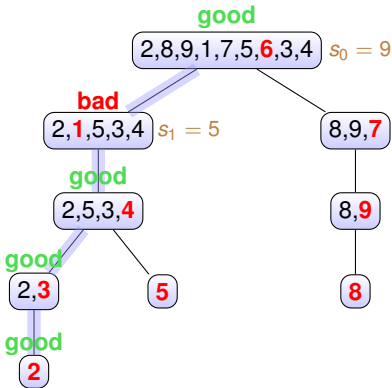 good
2,8,9,1,7,5,6,3,4 s₀ = 9
bad
2,1,5,3,4 s₁ = 5
8,9,7
good
2,5,3,4
8,9
good
2,3
5
8
good
2